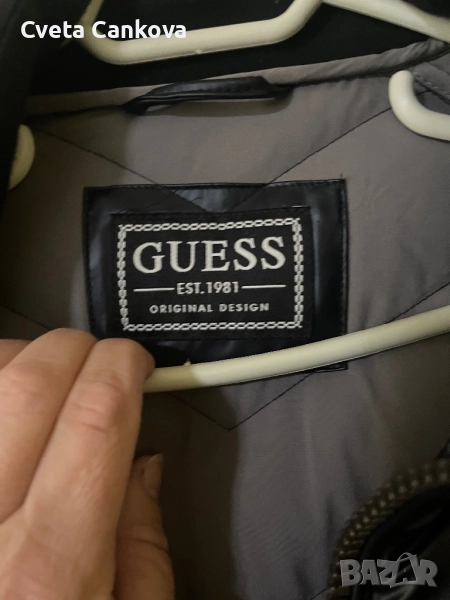 Cveta Cankova
GUESS
EST.1981
ORIGINAL DESIGN
BAZAR